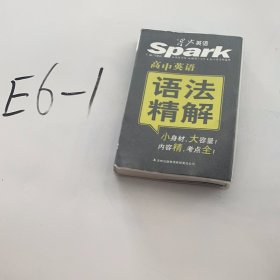 E6-1
星火英语
Spark
高中英语
语法
精解
小身材，大容量！
内容精，考点全！